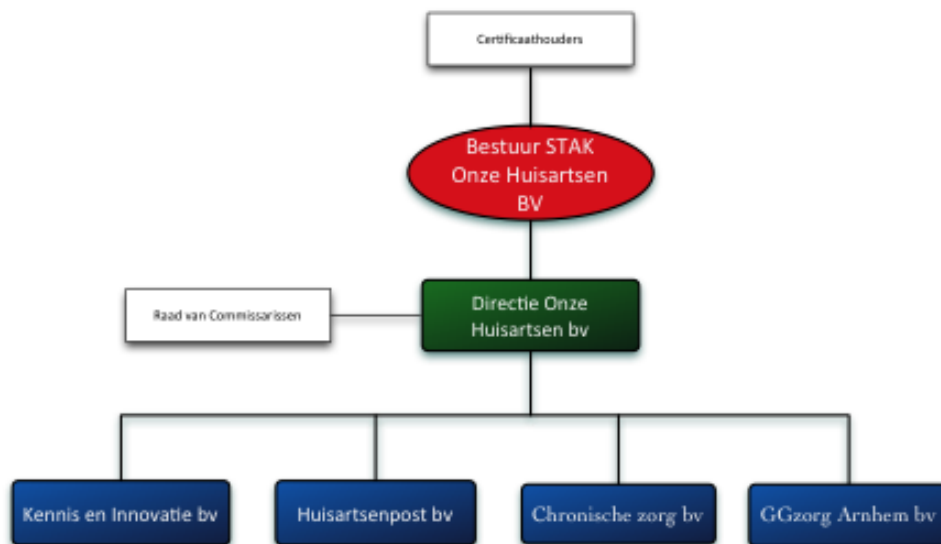 Certificaathouders
Bestuur STAK
Onze Huisartsen
BV
Directie Onze
Huisartsen bv
Raad van Commissarissen
Kennis en Innovatie bv
Huisartsenpost bv
Chronische zorg bv
GGzorg Arnhem bv